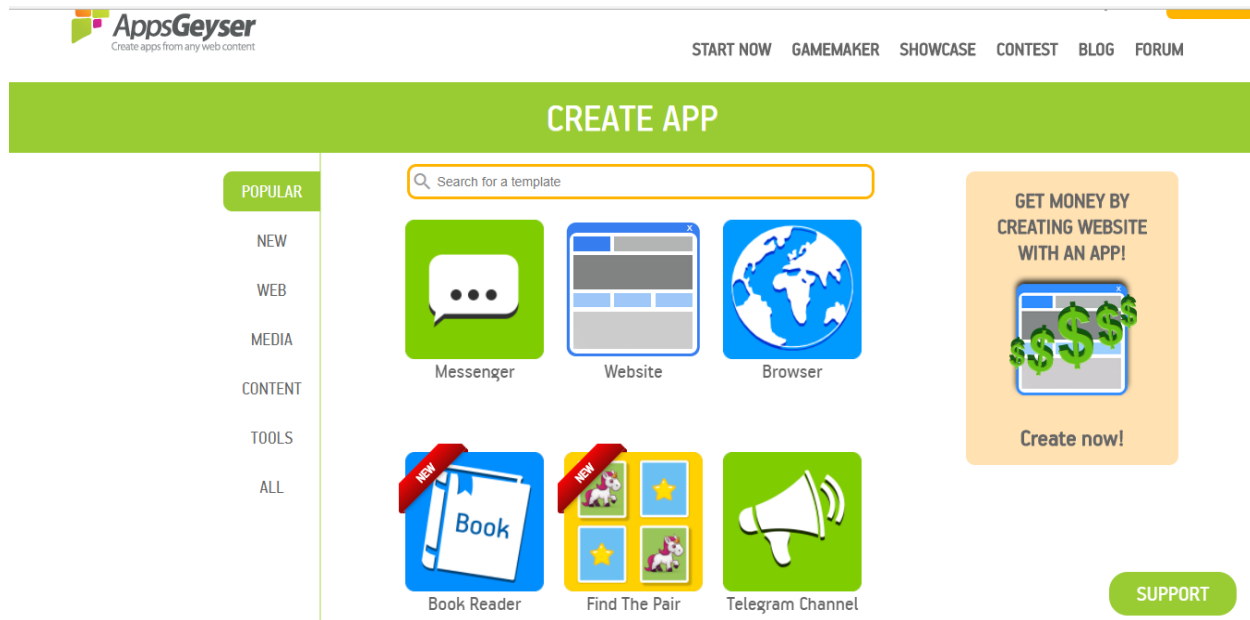 AppsGeyser
Create apps from any web content
START NOW GAMEMAKER SHOWCASE CONTEST BLOG FORUM
CREATE APP
POPULAR
NEW
WEB
MEDIA
CONTENT
TOOLS
ALL
Search for a template
Messenger
Website
Browser
NEW
Book
Book Reader
NEW
Find The Pair
Telegram Channel
GET MONEY BY
CREATING WEBSITE
WITH AN APP!
$$$$
Create now!
SUPPORT